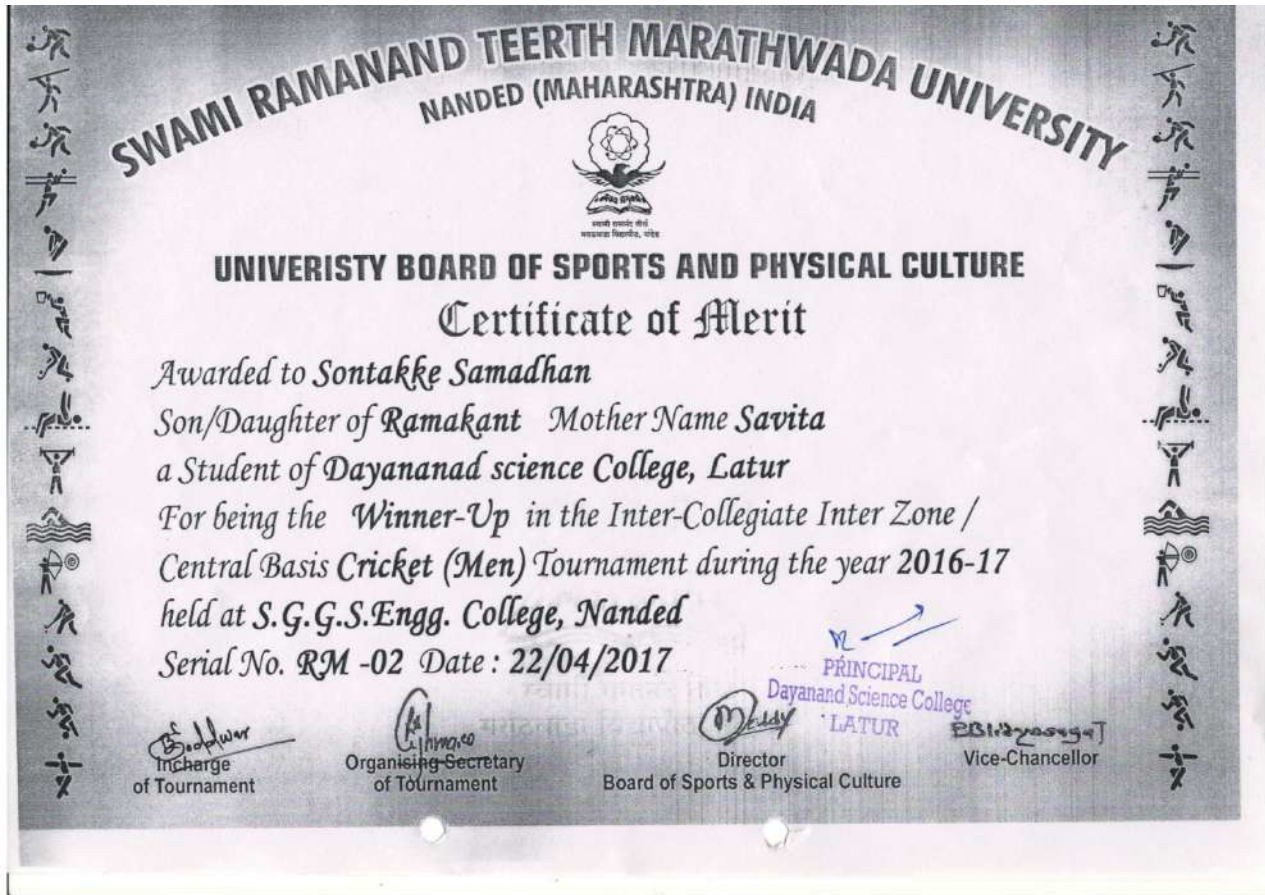 SWAMI RAMANAND TEERTH MARATHWADA UNIVERSITY
NANDED (MAHARASHTRA) INDIA
स्वामी रामानंद तीर्थ
मराठवाडा विद्यापीठ, नांदेड
UNIVERISTY BOARD OF SPORTS AND PHYSICAL CULTURE
Certificate of Merit
Awarded to Sontakke Samadhan
Son/Daughter of Ramakant Mother Name Savita
a Student of Dayananad science College, Latur
For being the Winner-Up in the Inter-Collegiate Inter Zone /
Central Basis Cricket (Men) Tournament during the year 2016-17
held at S.G.G.S.Engg. College, Nanded
Serial No. RM -02 Date : 22/04/2017
PRINCIPAL
Dayanand Science College
LATUR
Incharge
of Tournament
Organising Secretary
of Tournament
Director
Board of Sports & Physical Culture
Vice-Chancellor